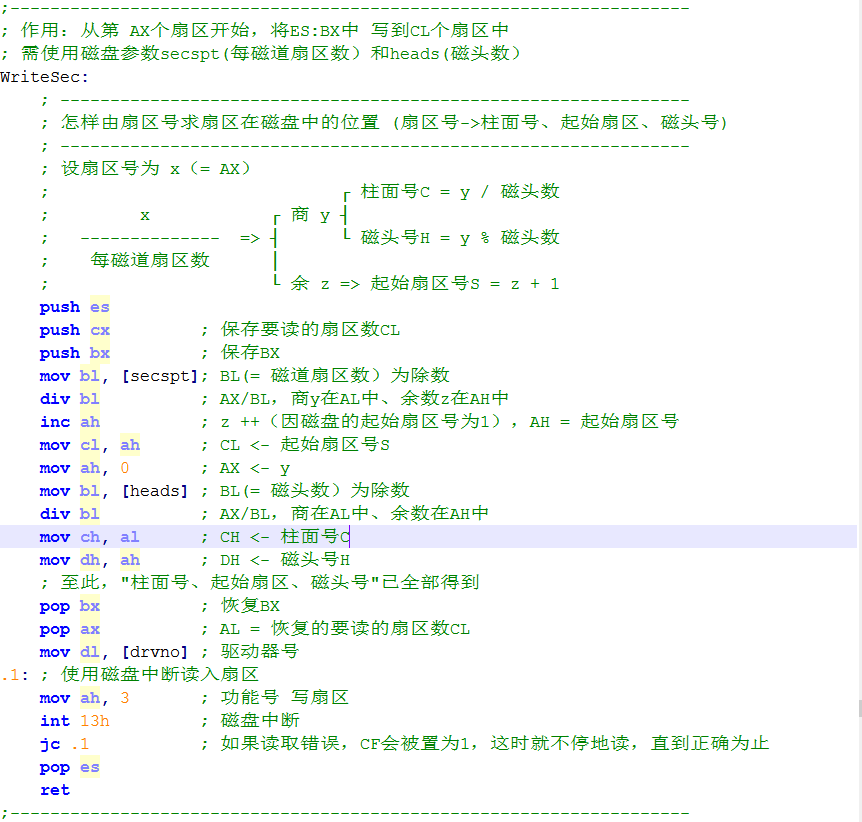 ;--------------------------------------------------------------------
; 作用：从第 AX个扇区开始，将ES:BX中 写到CL个扇区中
; 需使用磁盘参数secspt(每磁道扇区数）和heads(磁头数）
WriteSec:
    ; ---------------------------------------------------------------
    ; 怎样由扇区号求扇区在磁盘中的位置 (扇区号->柱面号、起始扇区、磁头号)
    ; ---------------------------------------------------------------
    ; 设扇区号为 x（= AX）
    ;                             ┌ 柱面号C = y / 磁头数
    ;         x            ┌ 商 y ┤
    ;   --------------  => ┤      └ 磁头号H = y % 磁头数
    ;    每磁道扇区数      │
    ;                      └ 余 z => 起始扇区号S = z + 1
    push es
    push cx         ; 保存要读的扇区数CL
    push bx         ; 保存BX
    mov bl, [secspt]; BL(= 磁道扇区数）为除数
    div bl          ; AX/BL，商y在AL中、余数z在AH中
    inc ah          ; z ++（因磁盘的起始扇区号为1），AH = 起始扇区号
    mov cl, ah      ; CL <- 起始扇区号S
    mov ah, 0       ; AX <- y
    mov bl, [heads] ; BL(= 磁头数）为除数
    div bl          ; AX/BL，商在AL中、余数在AH中
    mov ch, al      ; CH <- 柱面号C
    mov dh, ah      ; DH <- 磁头号H
    ; 至此，"柱面号、起始扇区、磁头号"已全部得到
    pop bx          ; 恢复BX
    pop ax          ; AL = 恢复的要读的扇区数CL
    mov dl, [drvno] ; 驱动器号
.1: ; 使用磁盘中断读入扇区
    mov ah, 3       ; 功能号 写扇区
    int 13h         ; 磁盘中断
    jc .1           ; 如果读取错误，CF会被置为1，这时就不停地读，直到正确为止
    pop es
    ret
;--------------------------------------------------------------------